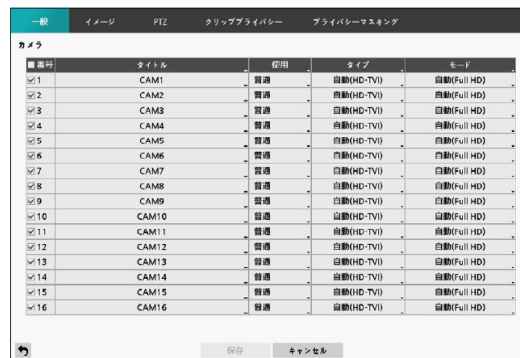 一般 イメージ PTZ クリッププライバシー プライバシーマスキング
カメラ
番号 タイトル 使用 タイプ モード
1 CAM1 普通 自動(HD-TVI) 自動(Full HD)
2 CAM2 普通 自動(HD-TVI) 自動(Full HD)
3 CAM3 普通 自動(HD-TVI) 自動(Full HD)
4 CAM4 普通 自動(HD-TVI) 自動(Full HD)
5 CAM5 普通 自動(HD-TVI) 自動(Full HD)
6 CAM6 普通 自動(HD-TVI) 自動(Full HD)
7 CAM7 普通 自動(HD-TVI) 自動(Full HD)
8 CAM8 普通 自動(HD-TVI) 自動(Full HD)
9 CAM9 普通 自動(HD-TVI) 自動(Full HD)
10 CAM10 普通 自動(HD-TVI) 自動(Full HD)
11 CAM11 普通 自動(HD-TVI) 自動(Full HD)
12 CAM12 普通 自動(HD-TVI) 自動(Full HD)
13 CAM13 普通 自動(HD-TVI) 自動(Full HD)
14 CAM14 普通 自動(HD-TVI) 自動(Full HD)
15 CAM15 普通 自動(HD-TVI) 自動(Full HD)
16 CAM16 普通 自動(HD-TVI) 自動(Full HD)
保存 キャンセル